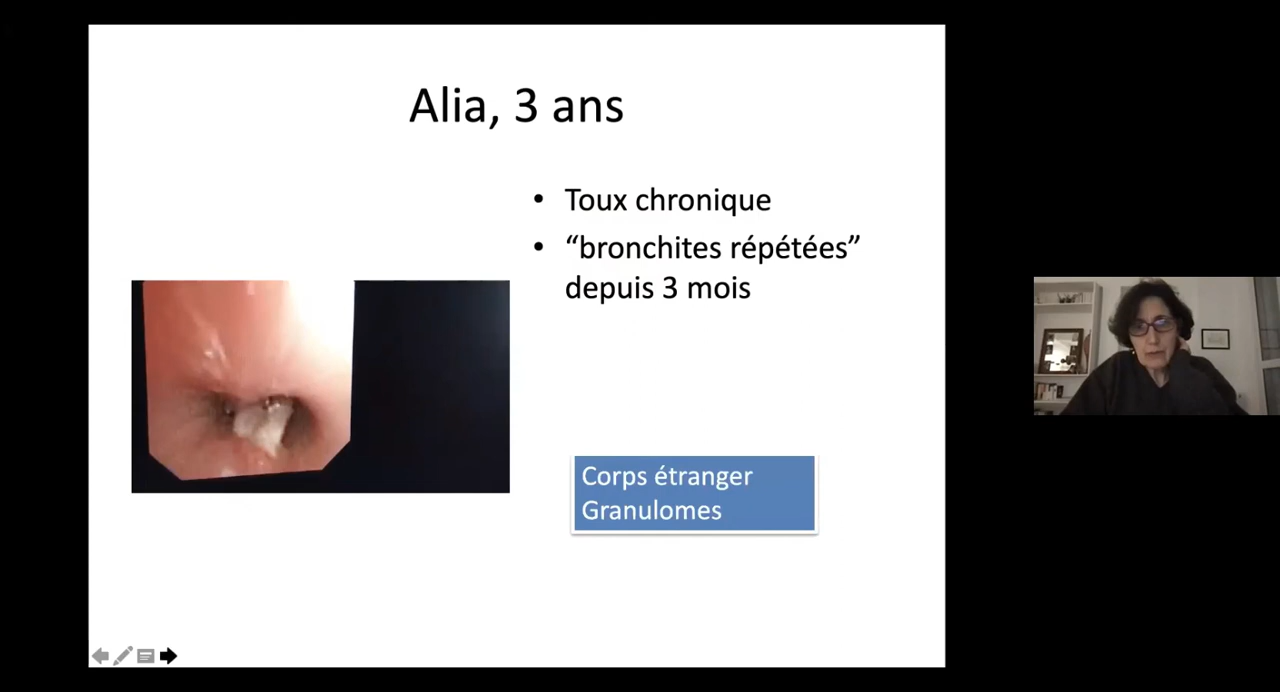 Alia, 3 ans
• Toux chronique
• “bronchites répétées”
depuis 3 mois
Corps étranger
Granulomes